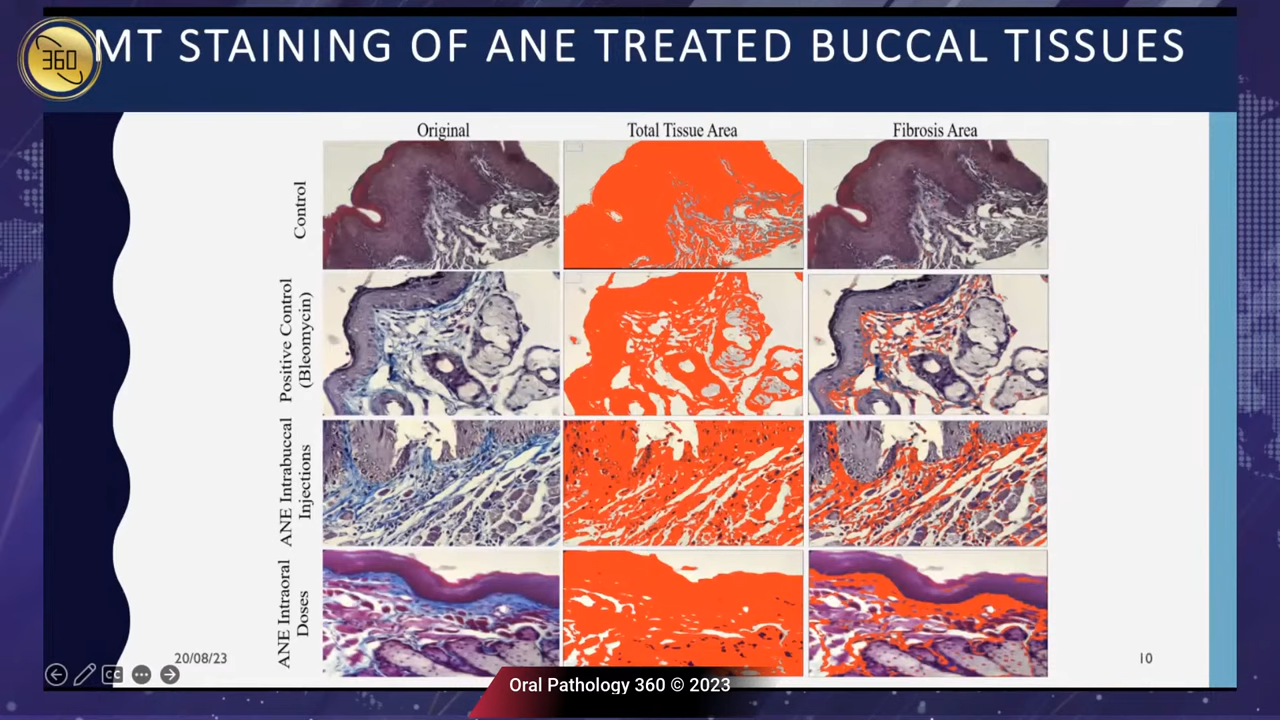 360
MT STAINING OF ANE TREATED BUCCAL TISSUES
Original
Total Tissue Area
Fibrosis Area
Control
Positive Control
(Bleomycin)
ANE Intrabuccal
Injections
ANE Intraoral
Doses
20/08/23
10
CC
Oral Pathology 360 © 2023